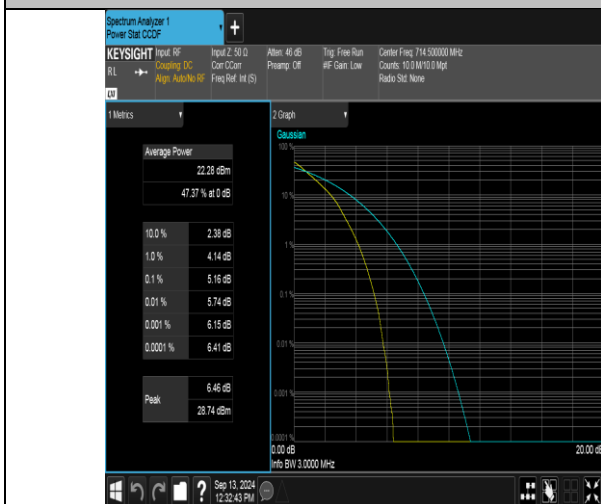 Spectrum Analyzer 1
Power Stat CCDF
+
KEYSIGHT
RL
Input: RF
Coupling: DC
Align: Auto/No RF
Input Z: 50 Ω
Corr CCorr
Freq Ref: Int (S)
Atten: 46 dB
Preamp: Off
Trig: Free Run
#IF Gain: Low
Center Freq: 714.500000 MHz
Counts: 10.0 M/10.0 Mpt
Radio Std: None
1 Metrics
Average Power
22.28 dBm
47.37 % at 0 dB
10.0 % 2.38 dB
1.0 % 4.14 dB
0.1 % 5.16 dB
0.01 % 5.74 dB
0.001 % 6.15 dB
0.0001 % 6.41 dB
Peak
6.46 dB
28.74 dBm
2 Graph
Gaussian
100 %
10 %
1 %
0.1 %
0.01 %
0.001 %
0.0001 %
0.00 dB
20.00 dB
Info BW 3.0000 MHz
?
Sep 13, 2024
12:32:43 PM